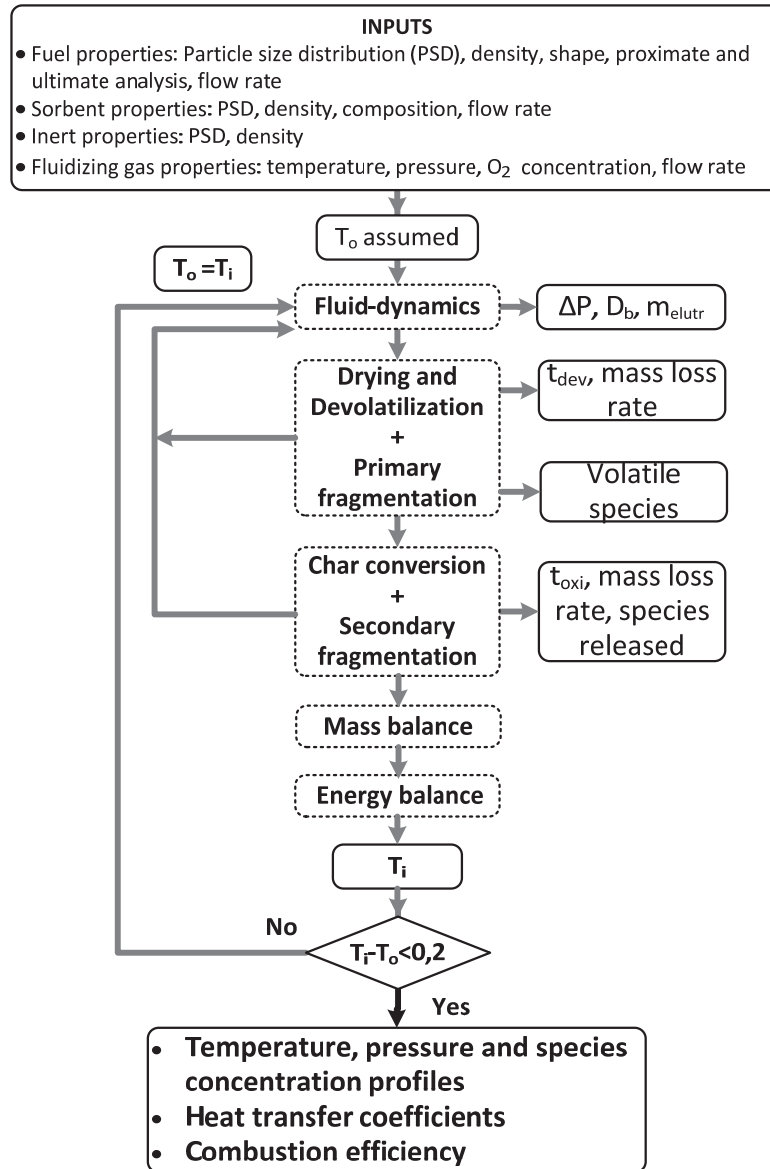 INPUTS
• Fuel properties: Particle size distribution (PSD), density, shape, proximate and
ultimate analysis, flow rate
• Sorbent properties: PSD, density, composition, flow rate
• Inert properties: PSD, density
• Fluidizing gas properties: temperature, pressure, O₂ concentration, flow rate
Tₒ assumed
Tₒ =Tᵢ
Fluid-dynamics
ΔP, D_b, m_elutr
Drying and
Devolatilization
+
Primary
fragmentation
t_dev, mass loss
rate
Volatile
species
Char conversion
+
Secondary
fragmentation
t_oxi, mass loss
rate, species
released
Mass balance
Energy balance
Tᵢ
No
Tᵢ-Tₒ<0,2
Yes
• Temperature, pressure and species
concentration profiles
• Heat transfer coefficients
• Combustion efficiency